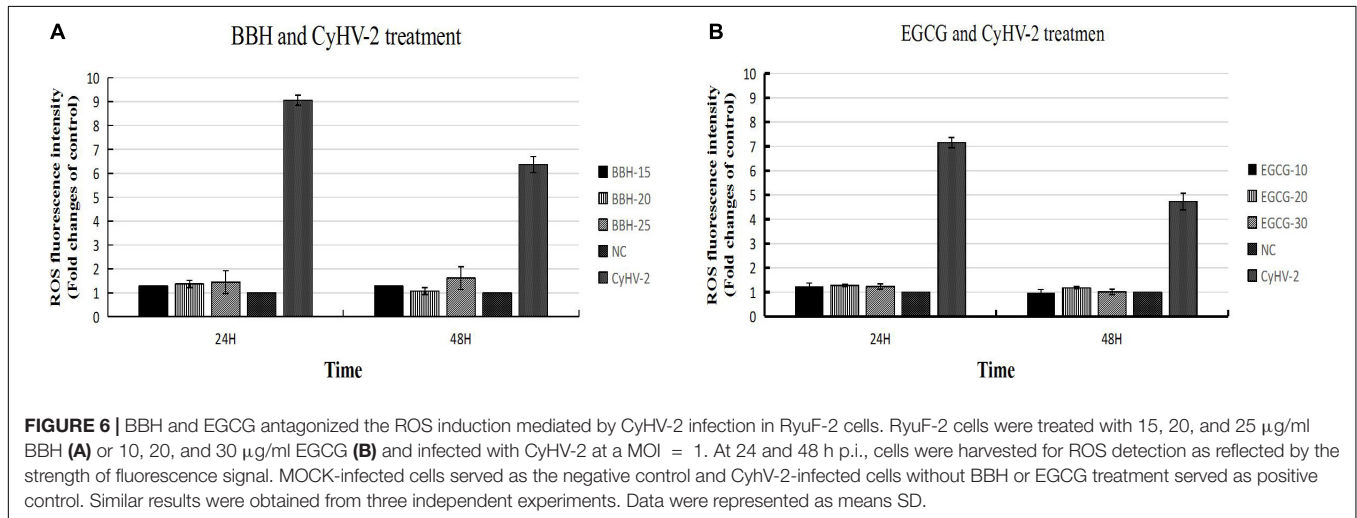 A
BBH and CyHV-2 treatment
ROS fluorescence intensity
(Fold changes of control)
10
9
8
7
6
5
4
3
2
1
0
24H
48H
Time
BBH-15
BBH-20
BBH-25
NC
CyHV-2
B
EGCG and CyHV-2 treatmen
ROS fluorescence intensity
(Fold changes of control)
10
9
8
7
6
5
4
3
2
1
0
24H
48H
Time
EGCG-10
EGCG-20
EGCG-30
NC
CyHV-2
FIGURE 6 | BBH and EGCG antagonized the ROS induction mediated by CyHV-2 infection in RyuF-2 cells. RyuF-2 cells were treated with 15, 20, and 25 μg/ml
BBH (A) or 10, 20, and 30 μg/ml EGCG (B) and infected with CyHV-2 at a MOI = 1. At 24 and 48 h p.i., cells were harvested for ROS detection as reflected by the
strength of fluorescence signal. MOCK-infected cells served as the negative control and CyhV-2-infected cells without BBH or EGCG treatment served as positive
control. Similar results were obtained from three independent experiments. Data were represented as means SD.